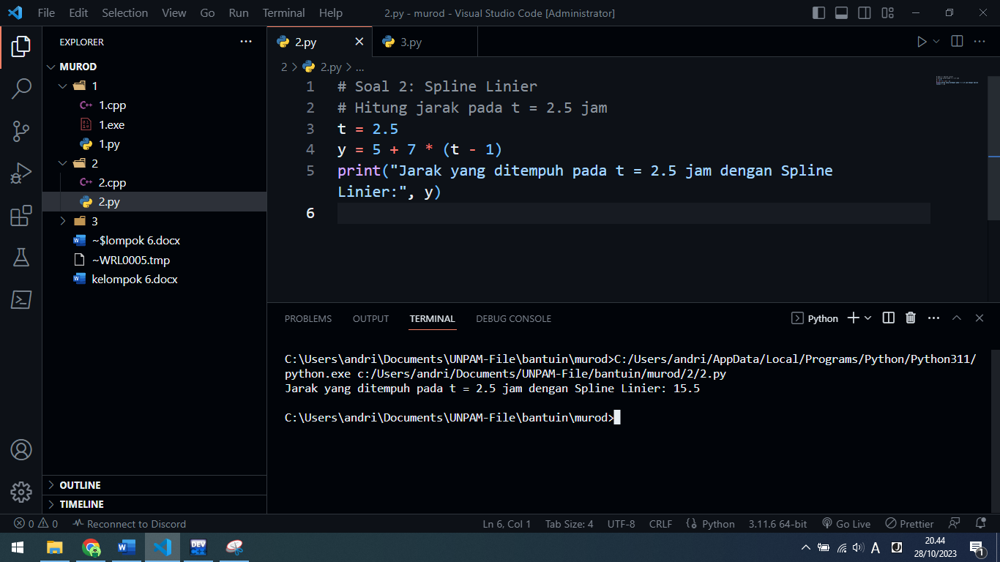 File Edit Selection View Go Run Terminal Help 2.py - murod - Visual Studio Code [Administrator]
EXPLORER
MUROD
1
C++ 1.cpp
1.exe
1.py
2
C++ 2.cpp
2.py
3
~$lompok 6.docx
~WRL0005.tmp
kelompok 6.docx
OUTLINE
TIMELINE
2.py 3.py
2 > 2.py > ...
1 # Soal 2: Spline Linier
2 # Hitung jarak pada t = 2.5 jam
3 t = 2.5
4 y = 5 + 7 * (t - 1)
5 print("Jarak yang ditempuh pada t = 2.5 jam dengan Spline
Linier:", y)
6
PROBLEMS OUTPUT TERMINAL DEBUG CONSOLE Python
C:\Users\andri\Documents\UNPAM-File\bantuin\murod>C:/Users/andri/AppData/Local/Programs/Python/Python311/
python.exe c:/Users/andri/Documents/UNPAM-File/bantuin/murod/2/2.py
Jarak yang ditempuh pada t = 2.5 jam dengan Spline Linier: 15.5
C:\Users\andri\Documents\UNPAM-File\bantuin\murod>
0 0 Reconnect to Discord Ln 6, Col 1 Tab Size: 4 UTF-8 CRLF Python 3.11.6 64-bit Go Live Prettier
W DEV A J 20.44
28/10/2023 1